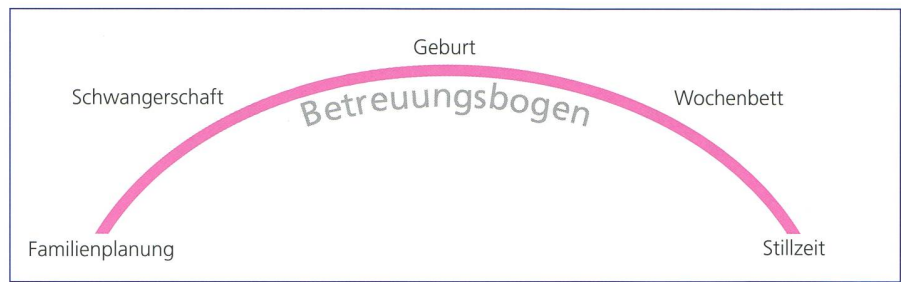 Geburt
Schwangerschaft
Betreuungsbogen
Wochenbett
Familienplanung
Stillzeit